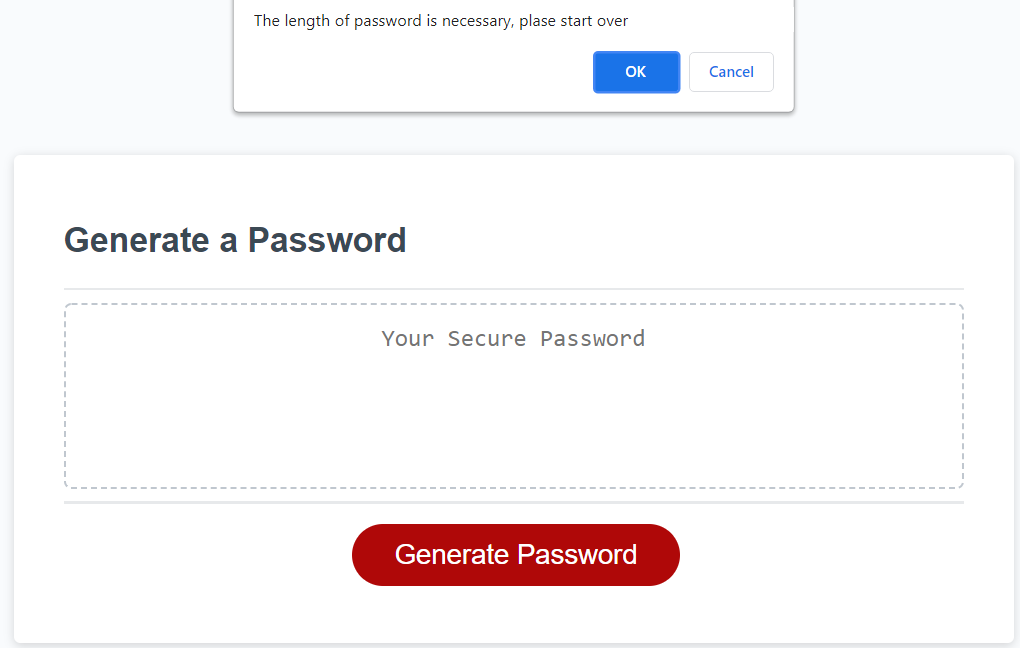 The length of password is necessary, plase start over
OK
Cancel
Generate a Password
Your Secure Password
Generate Password